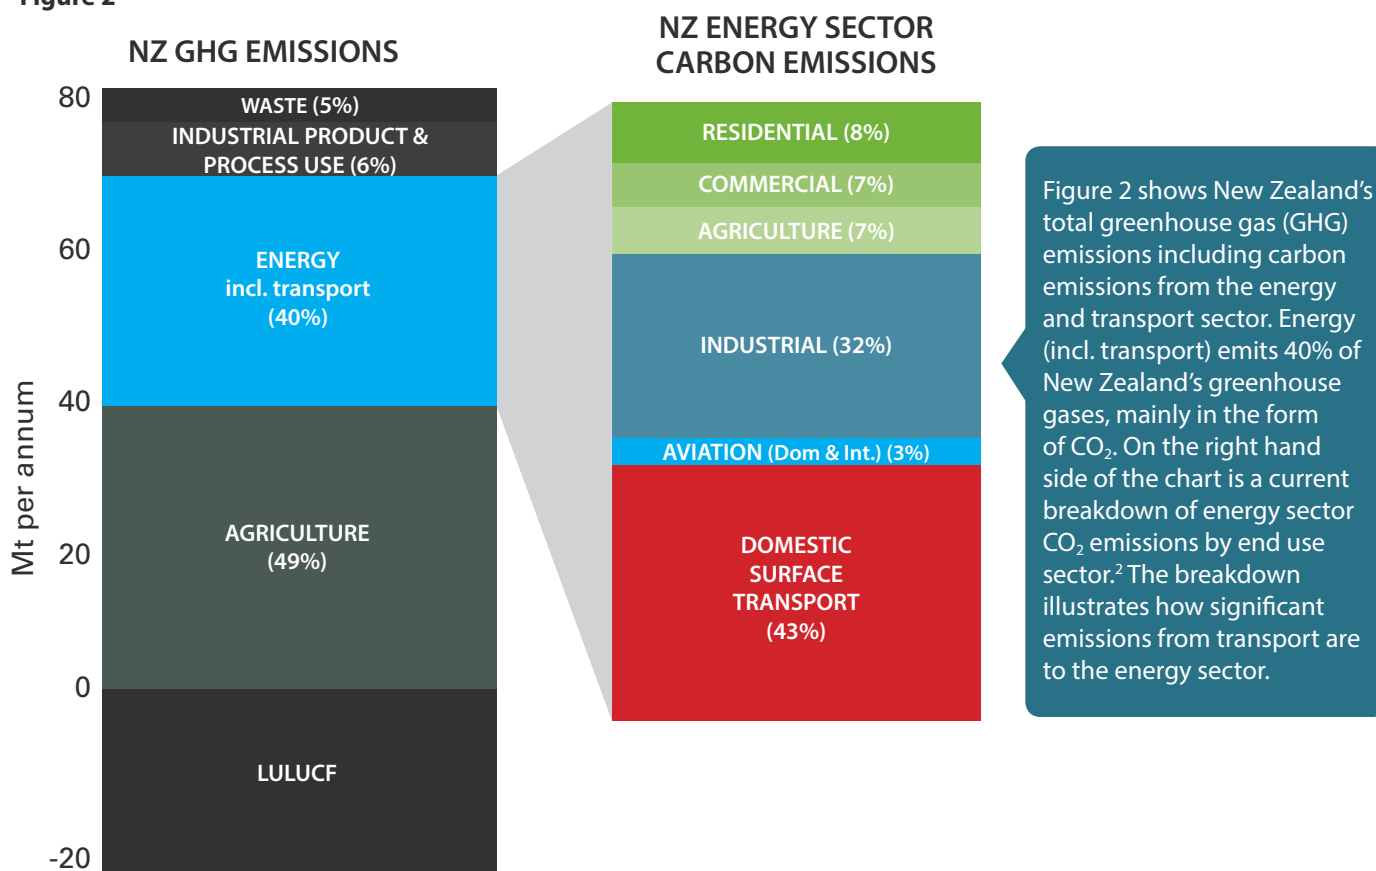 Figure 2
NZ GHG EMISSIONS
80
60
40
20
0
-20
Mt per annum
WASTE (5%)
INDUSTRIAL PRODUCT &
PROCESS USE (6%)
ENERGY
incl. transport
(40%)
AGRICULTURE
(49%)
LULUCF
NZ ENERGY SECTOR
CARBON EMISSIONS
RESIDENTIAL (8%)
COMMERCIAL (7%)
AGRICULTURE (7%)
INDUSTRIAL (32%)
AVIATION (Dom & Int.) (3%)
DOMESTIC
SURFACE
TRANSPORT
(43%)
Figure 2 shows New Zealand's
total greenhouse gas (GHG)
emissions including carbon
emissions from the energy
and transport sector. Energy
(incl. transport) emits 40% of
New Zealand's greenhouse
gases, mainly in the form
of CO₂. On the right hand
side of the chart is a current
breakdown of energy sector
CO₂ emissions by end use
sector.² The breakdown
illustrates how significant
emissions from transport are
to the energy sector.